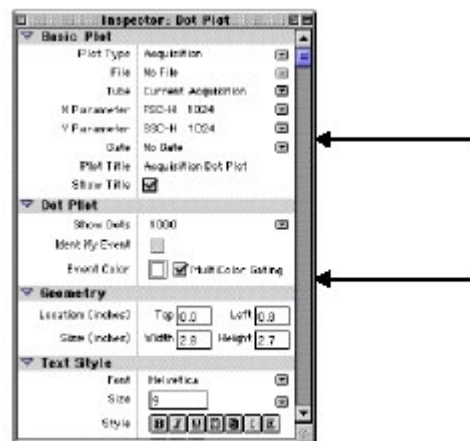 Inspector: Dot Plot
Basic Plot
Plot Type Acquisition
File No File
Tube Current Acquisition
X Parameter FSC-H 1024
Y Parameter SSC-H 1024
Gate No Gate
Plot Title Acquisition Dot Plot
Show Title
Dot Plot
Show Dots 1000
Identify Event
Event Color MultiColor Gating
Geometry
Location (inches) Top 0.0 Left 0.8
Size (inches) Width 2.8 Height 2.7
Text Style
Font Helvetica
Size 9
Style B I U